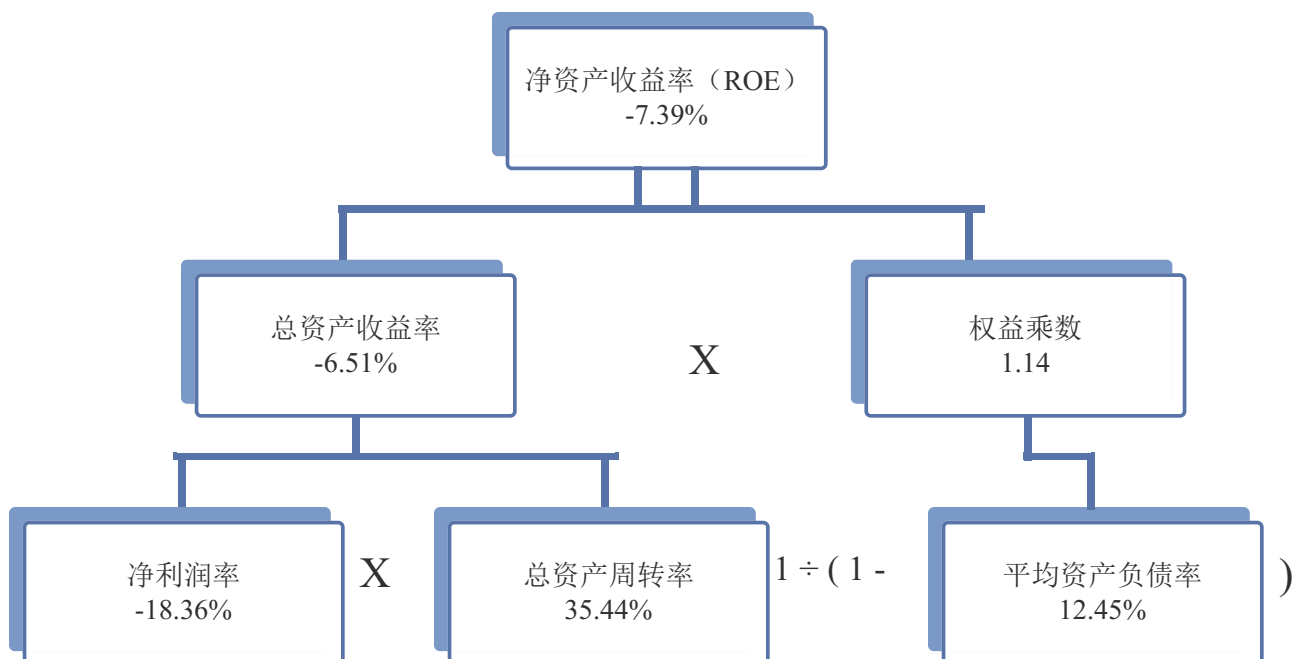 净资产收益率（ROE）
-7.39%
总资产收益率
-6.51%
X
权益乘数
1.14
净利润率
-18.36%
X
总资产周转率
35.44%
1 ÷ ( 1 -
平均资产负债率
12.45%
)